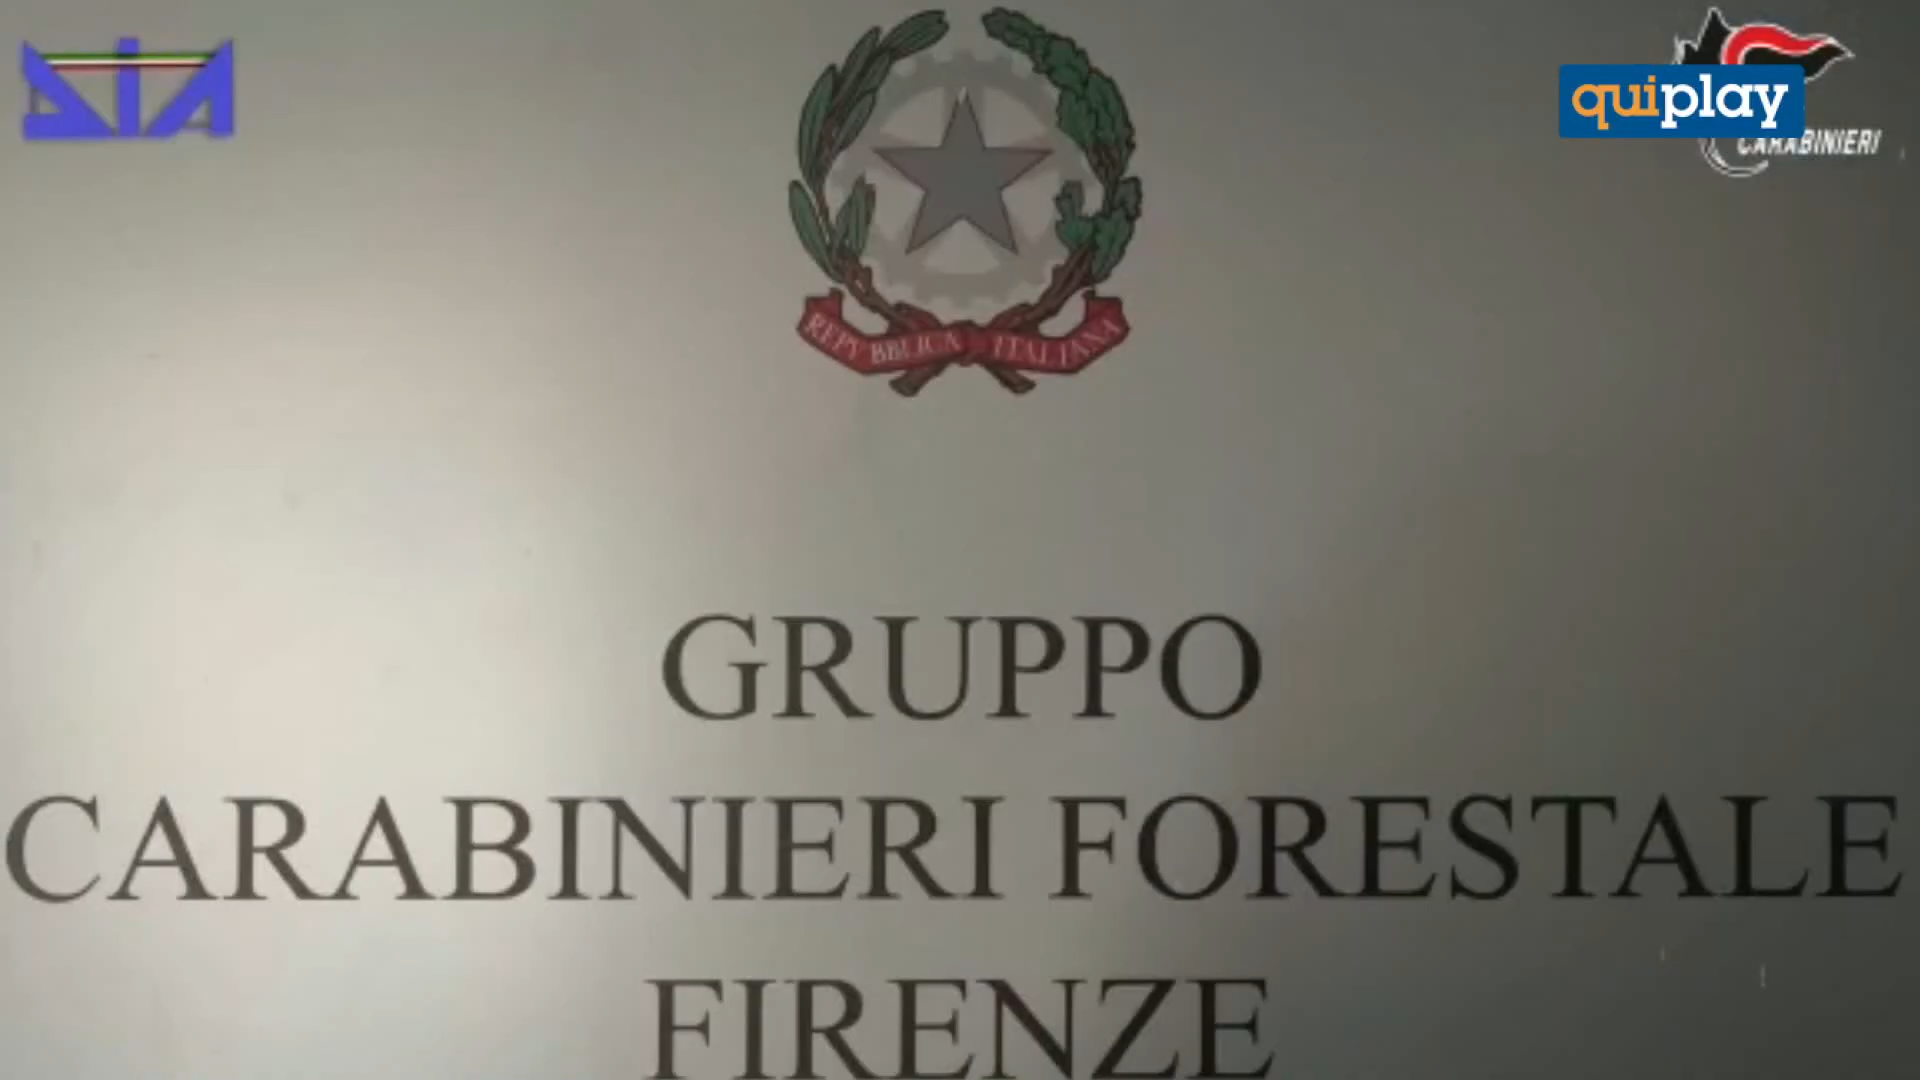 DIA
quiplay
CARABINIERI
REPVBBLICA ITALIANA
GRUPPO
CARABINIERI FORESTALE
FIRENZE